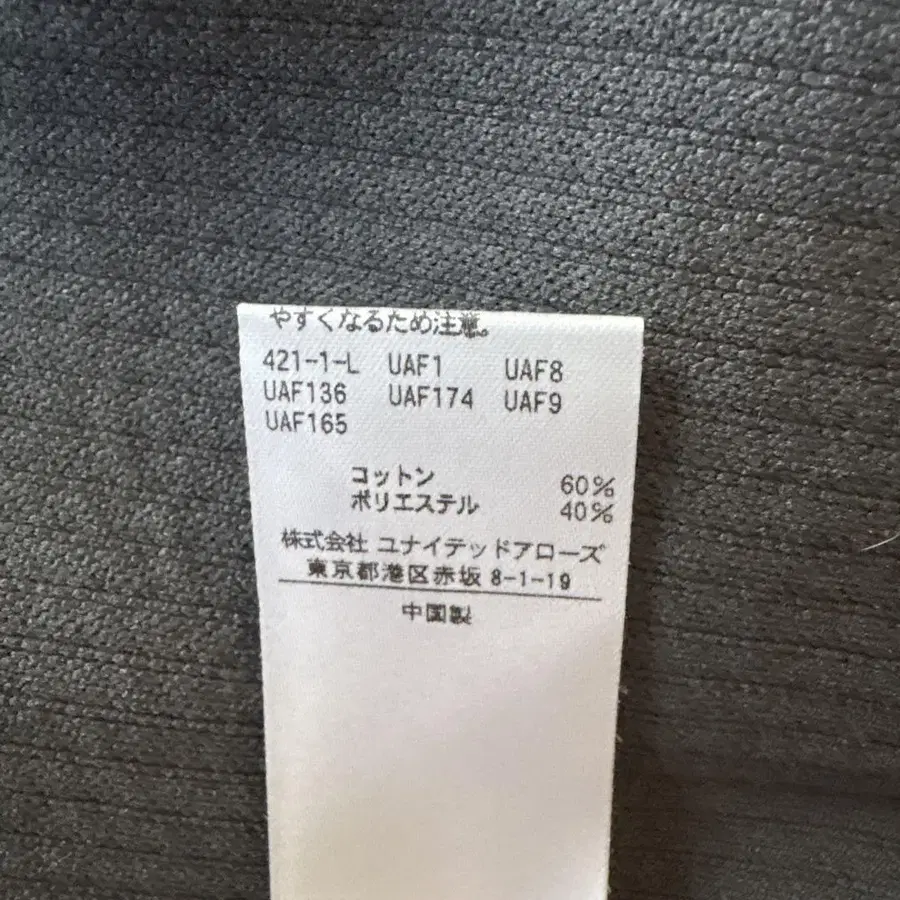 やすくなるため注意。
421-1-L UAF1 UAF8
UAF136 UAF174 UAF9
UAF165
コットン 60%
ポリエステル 40%
株式会社 ユナイテッドアローズ
東京都港区赤坂 8-1-19
中国製